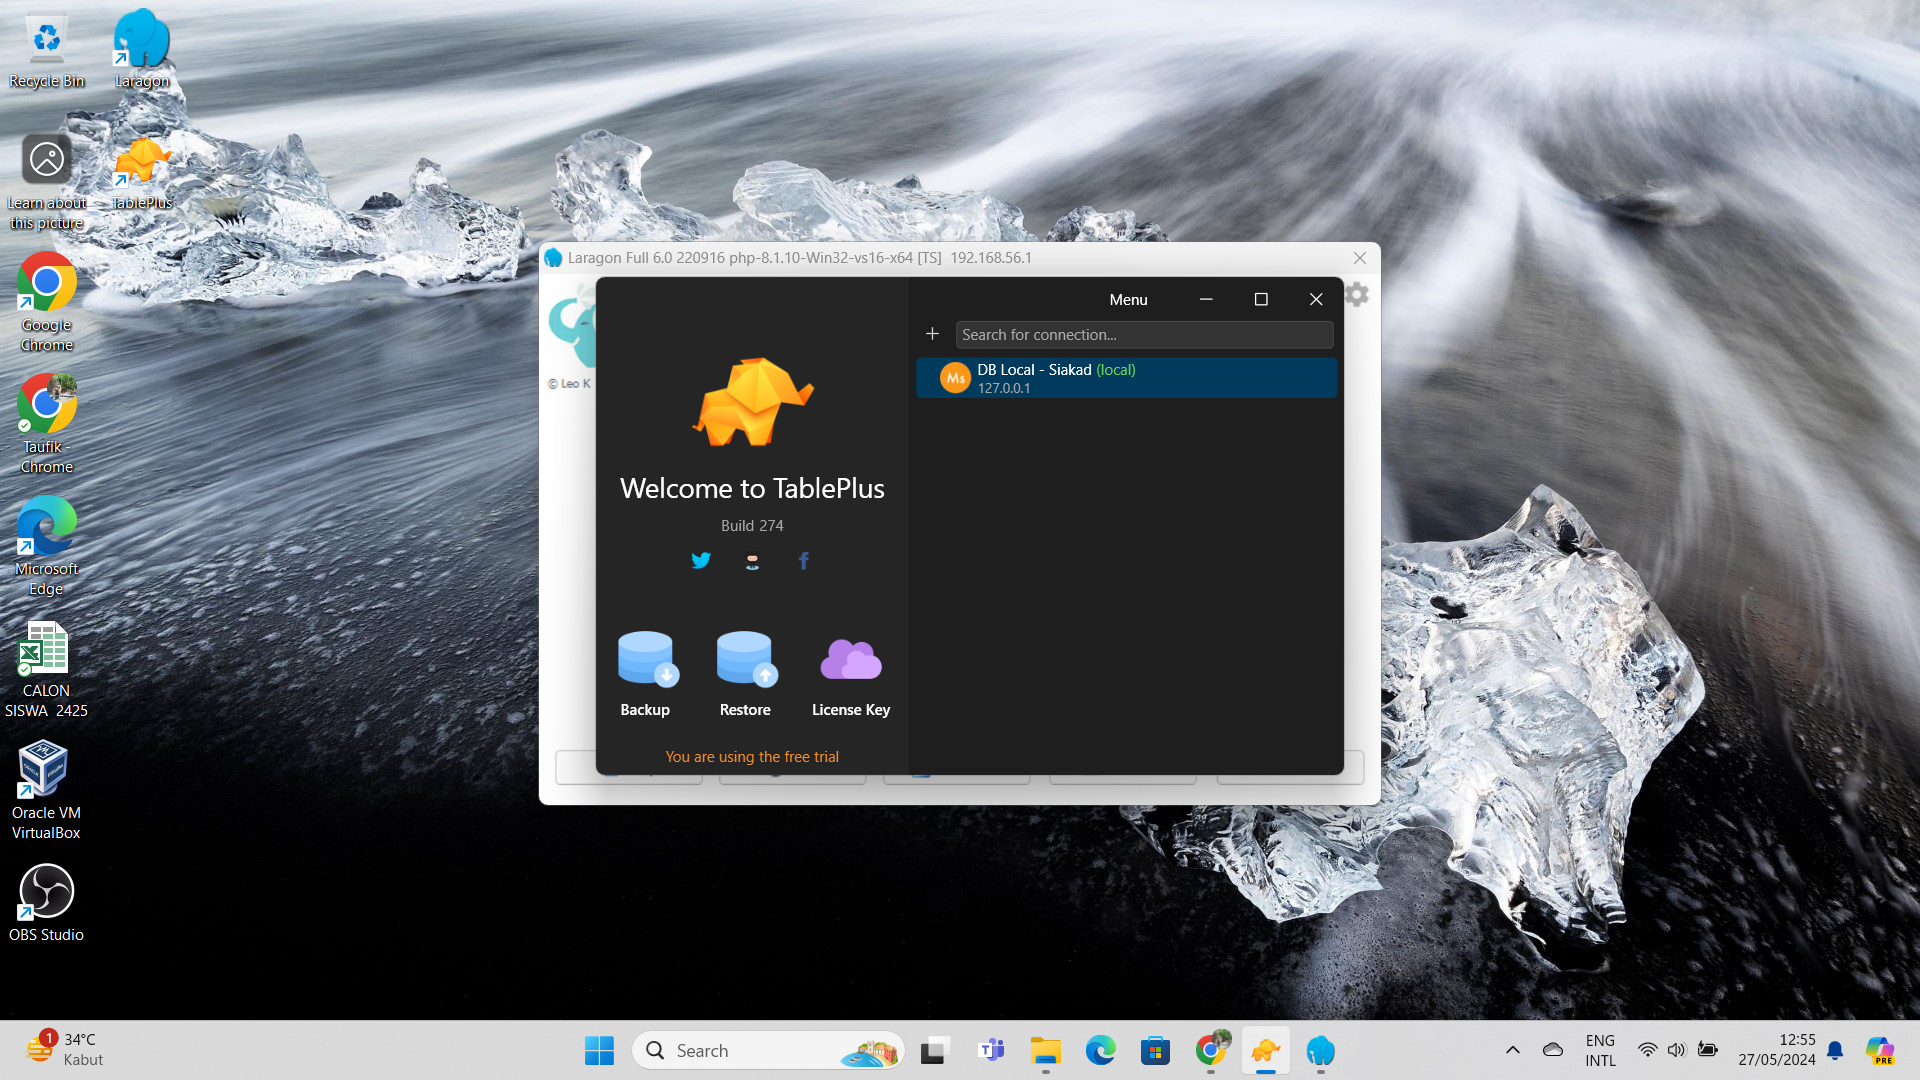 Recycle Bin
Laragon
Learn about
this picture
TablePlus
Google
Chrome
Taufik -
Chrome
Microsoft
Edge
CALON
SISWA 2425
Oracle VM
VirtualBox
OBS Studio
Laragon Full 6.0 220916 php-8.1.10-Win32-vs16-x64 [TS] 192.168.56.1
© Leo K
Menu
Search for connection...
Ms
DB Local - Siakad (local)
127.0.0.1
Welcome to TablePlus
Build 274
Backup
Restore
License Key
You are using the free trial
1
34°C
Kabut
Search
ENG
INTL
12:55
27/05/2024
PRE